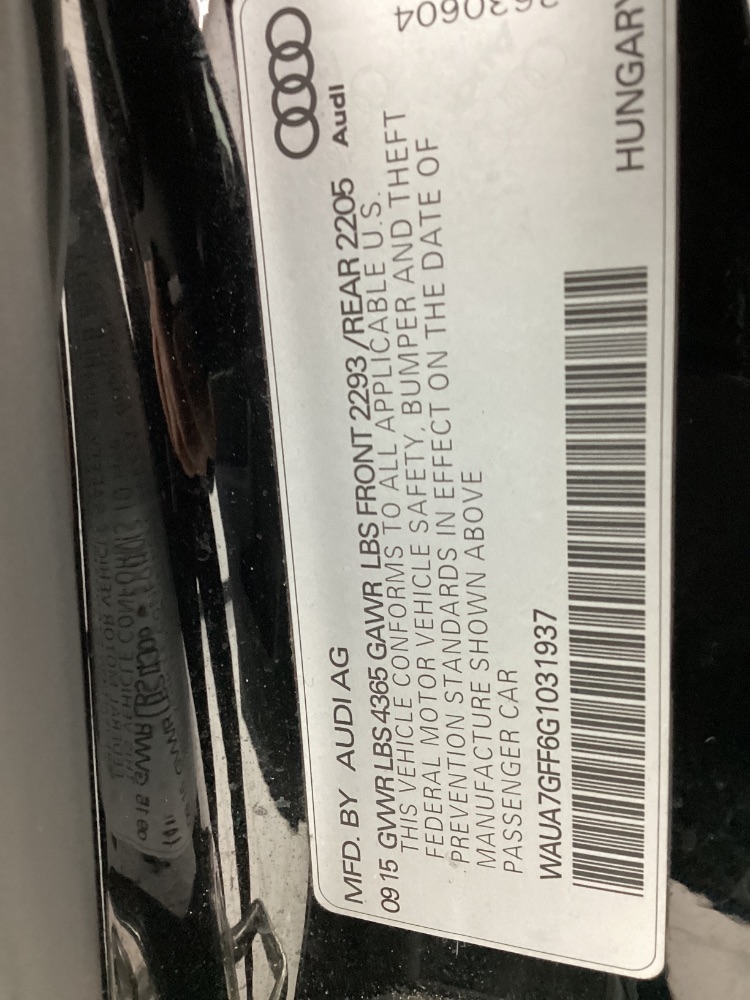 MFD. BY AUDI AG
Audi
09 15 GVWR LBS 4365 GAWR LBS FRONT 2293 /REAR 2205
THIS VEHICLE CONFORMS TO ALL APPLICABLE U.S.
FEDERAL MOTOR VEHICLE SAFETY, BUMPER AND THEFT
PREVENTION STANDARDS IN EFFECT ON THE DATE OF
MANUFACTURE SHOWN ABOVE
PASSENGER CAR
WAUA7GFF6G1031937
HUNGARY